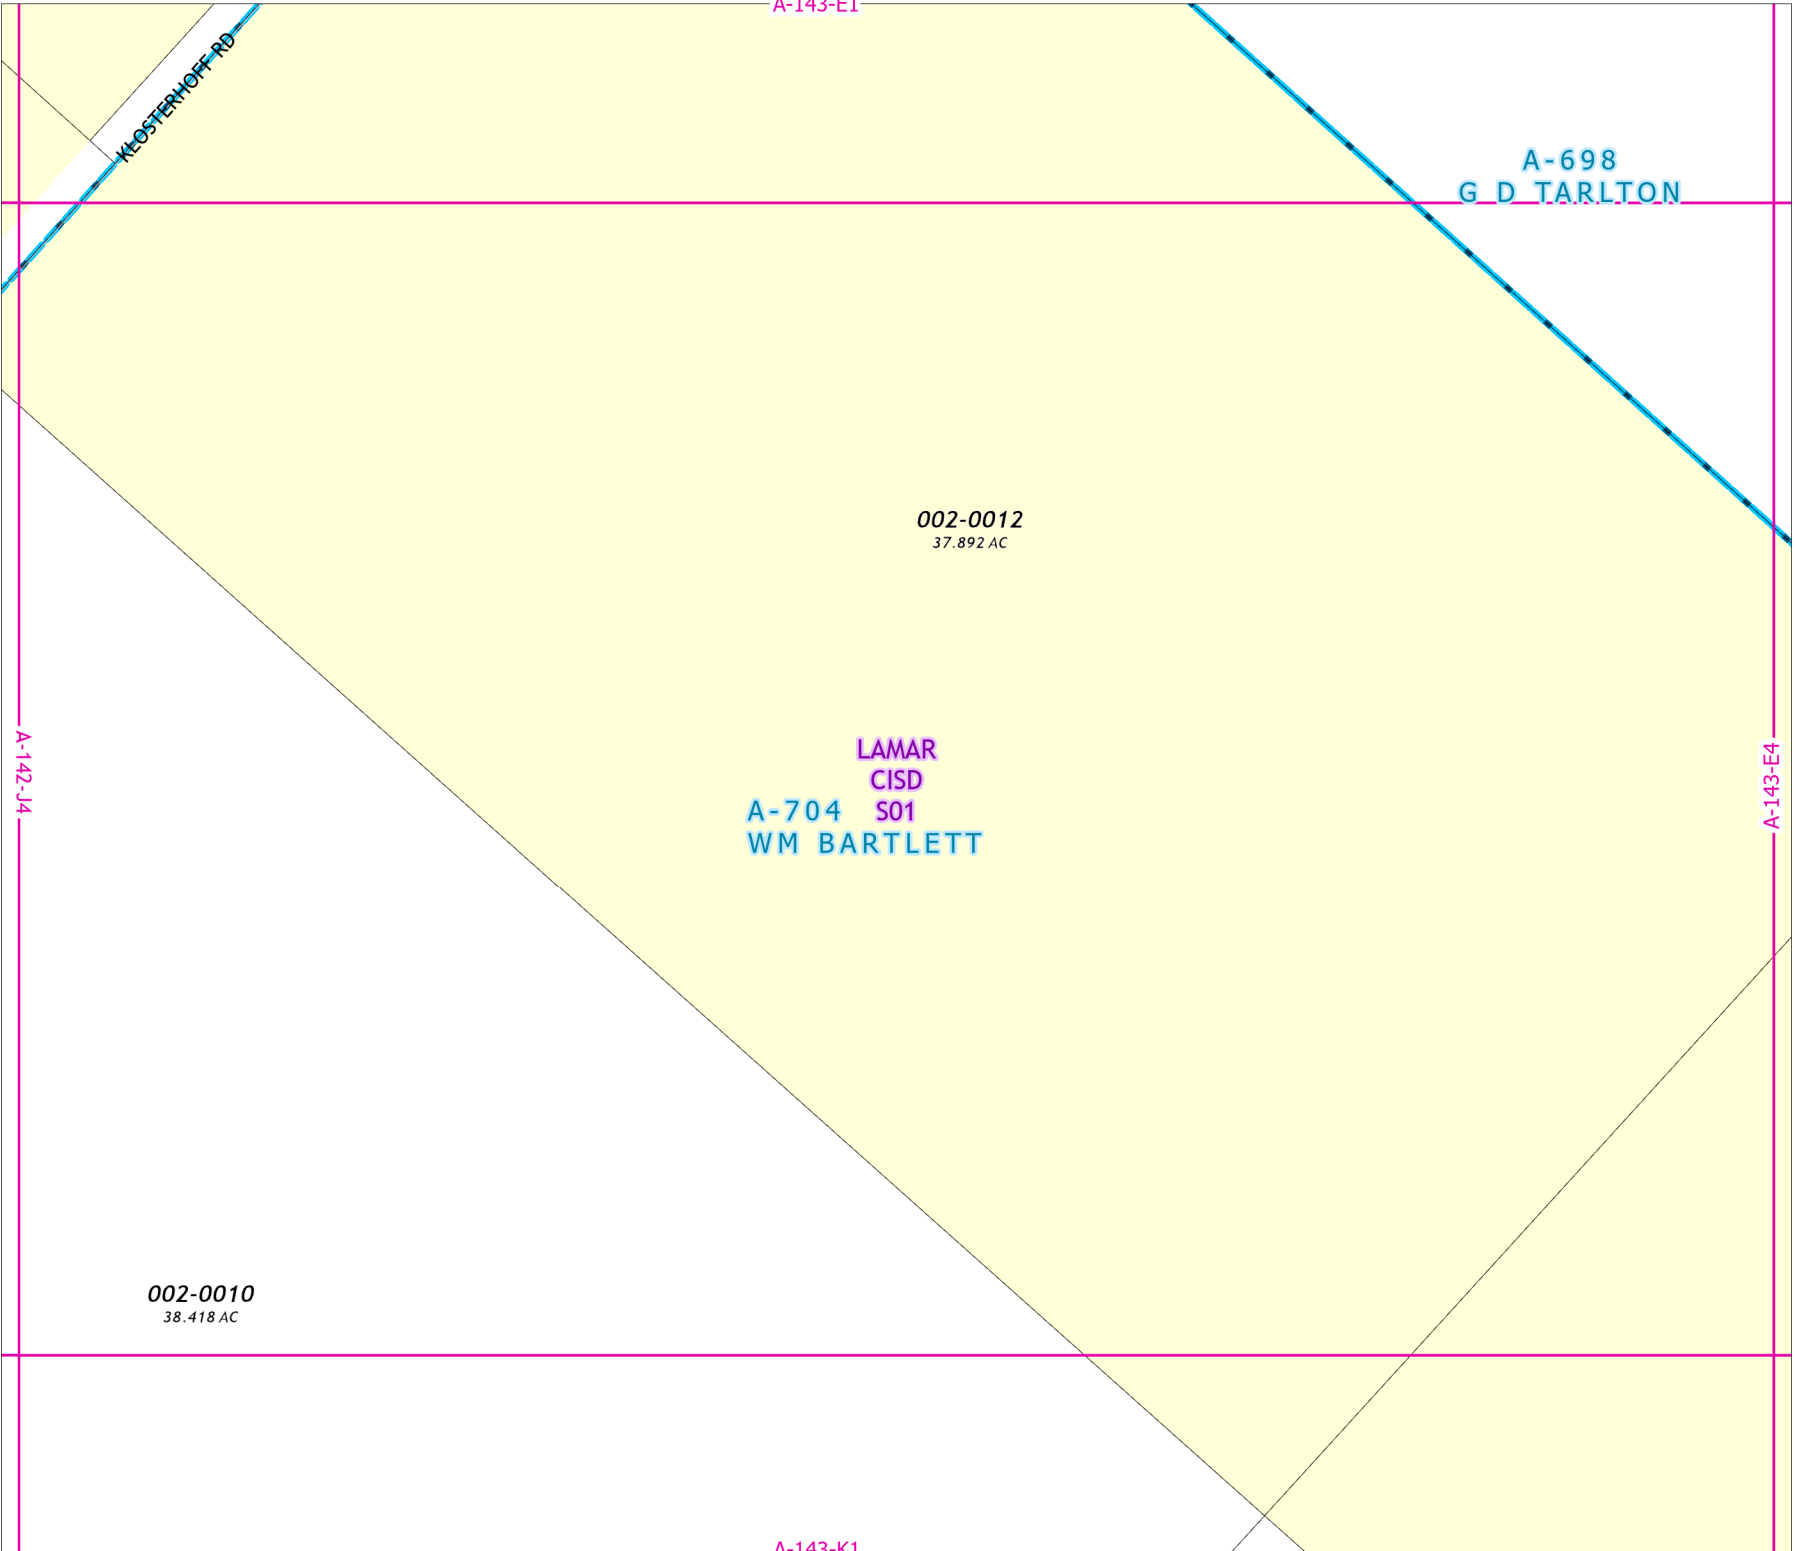 A-143-E1
KLOSTERHOFF RD
A-698
G D TARLTON
002-0012
37.892 AC
A-142-J4
LAMAR
CISD
S01
A-704
WM BARTLETT
A-143-E4
002-0010
38.418 AC
A-143-K1